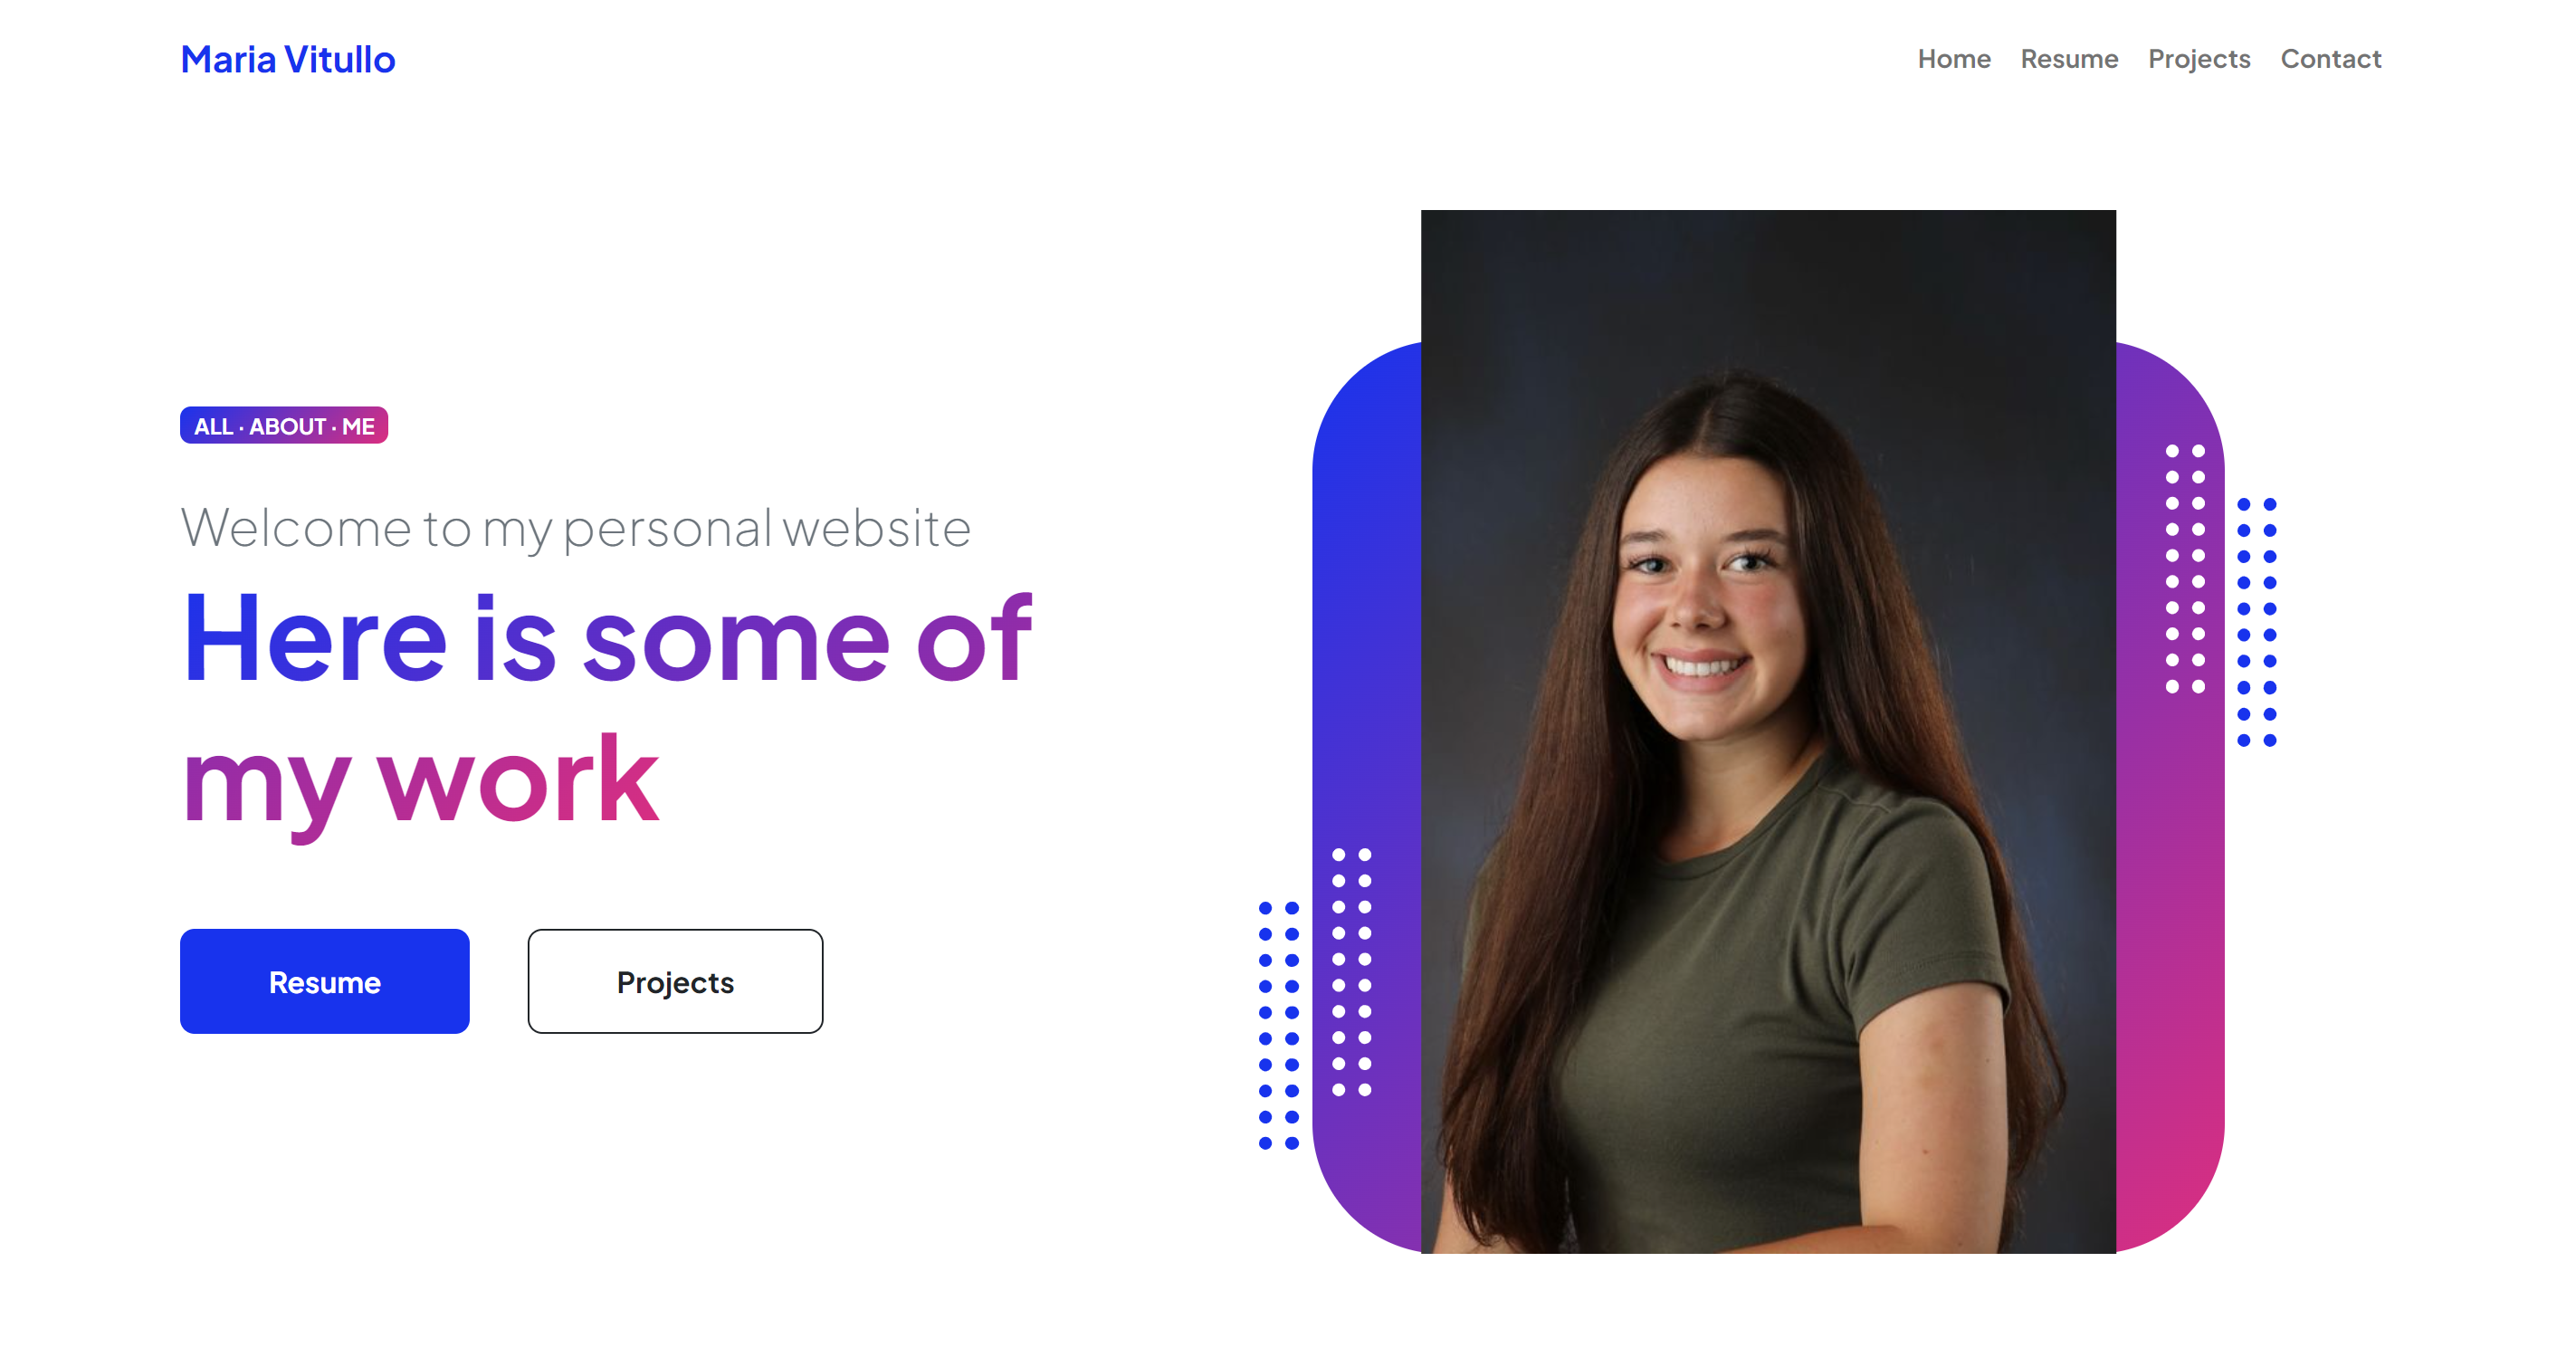 Maria Vitullo
Home Resume Projects Contact
ALL · ABOUT · ME
Welcome to my personal website
Here is some of
my work
Resume Projects